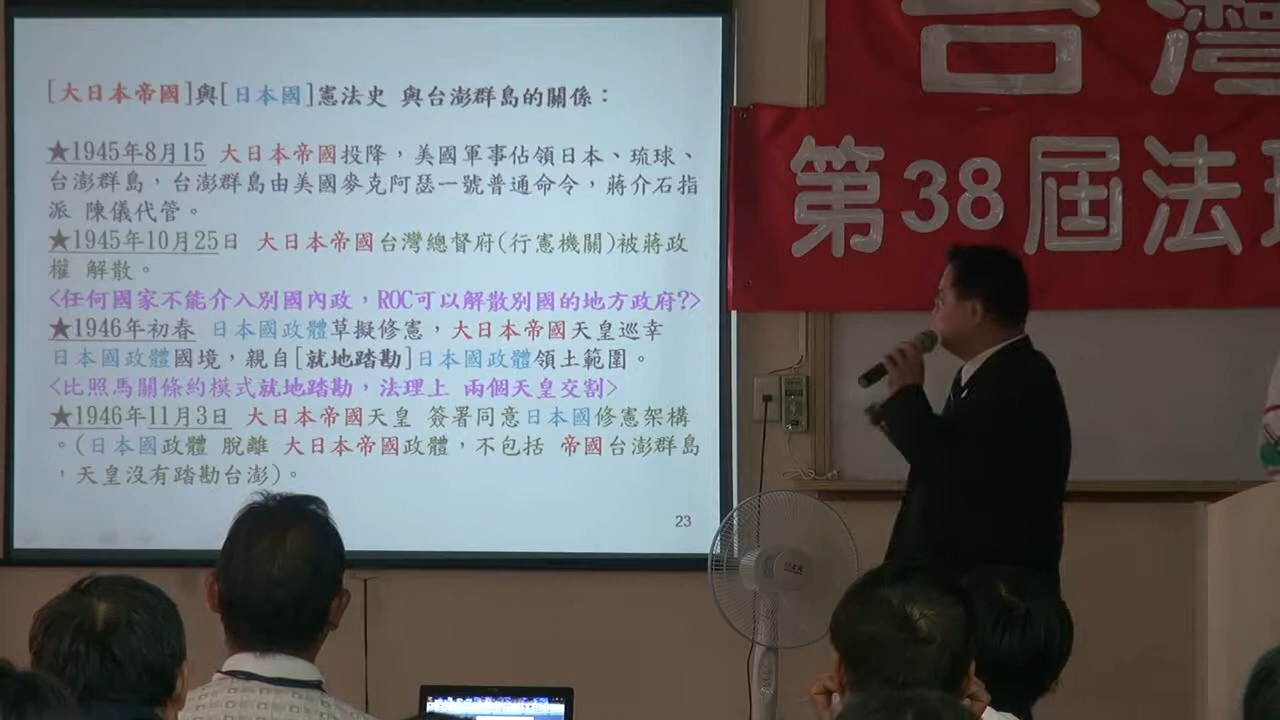 [大日本帝國]與[日本國]憲法史 與台澎群島的關係：
★1945年8月15 大日本帝國投降，美國軍事佔領日本、琉球、
台澎群島，台澎群島由美國麥克阿瑟一號普通命令，蔣介石指
派 陳儀代管。
★1945年10月25日 大日本帝國台灣總督府(行憲機關)被蔣政
權 解散。
<任何國家不能介入別國內政，ROC可以解散別國的地方政府?>
★1946年初春 日本國政體草擬修憲，大日本帝國天皇巡幸
日本國政體國境，親自[就地踏勘]日本國政體領土範圍。
<比照馬關條約模式就地踏勘，法理上 兩個天皇交割>
★1946年11月3日 大日本帝國天皇 簽署同意日本國修憲架構
。(日本國政體 脫離 大日本帝國政體，不包括 帝國台澎群島
，天皇沒有踏勘台澎)。
23
台灣
第38屆法理